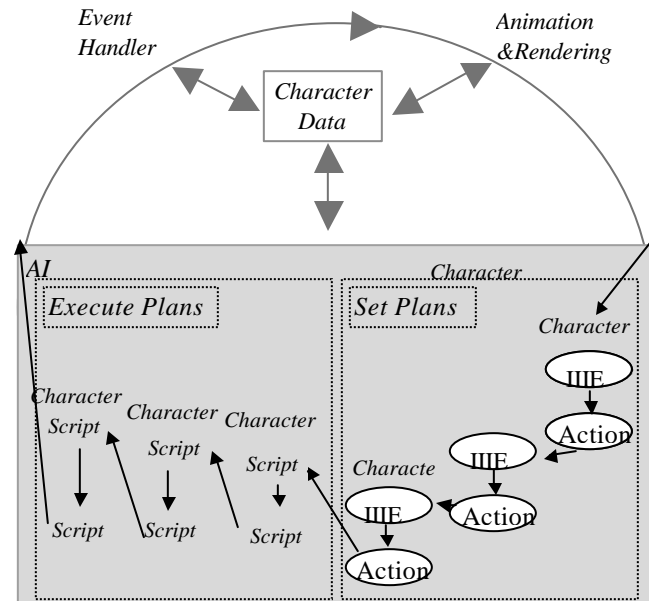 Event
Handler
Animation
&Rendering
Character
Data
AI
Character
Execute Plans
Set Plans
Character
IIIE
Action
Character
Script
Character
Script
Character
Script
Characte
IIIE
Action
IIIE
Action
Script
Script
Script